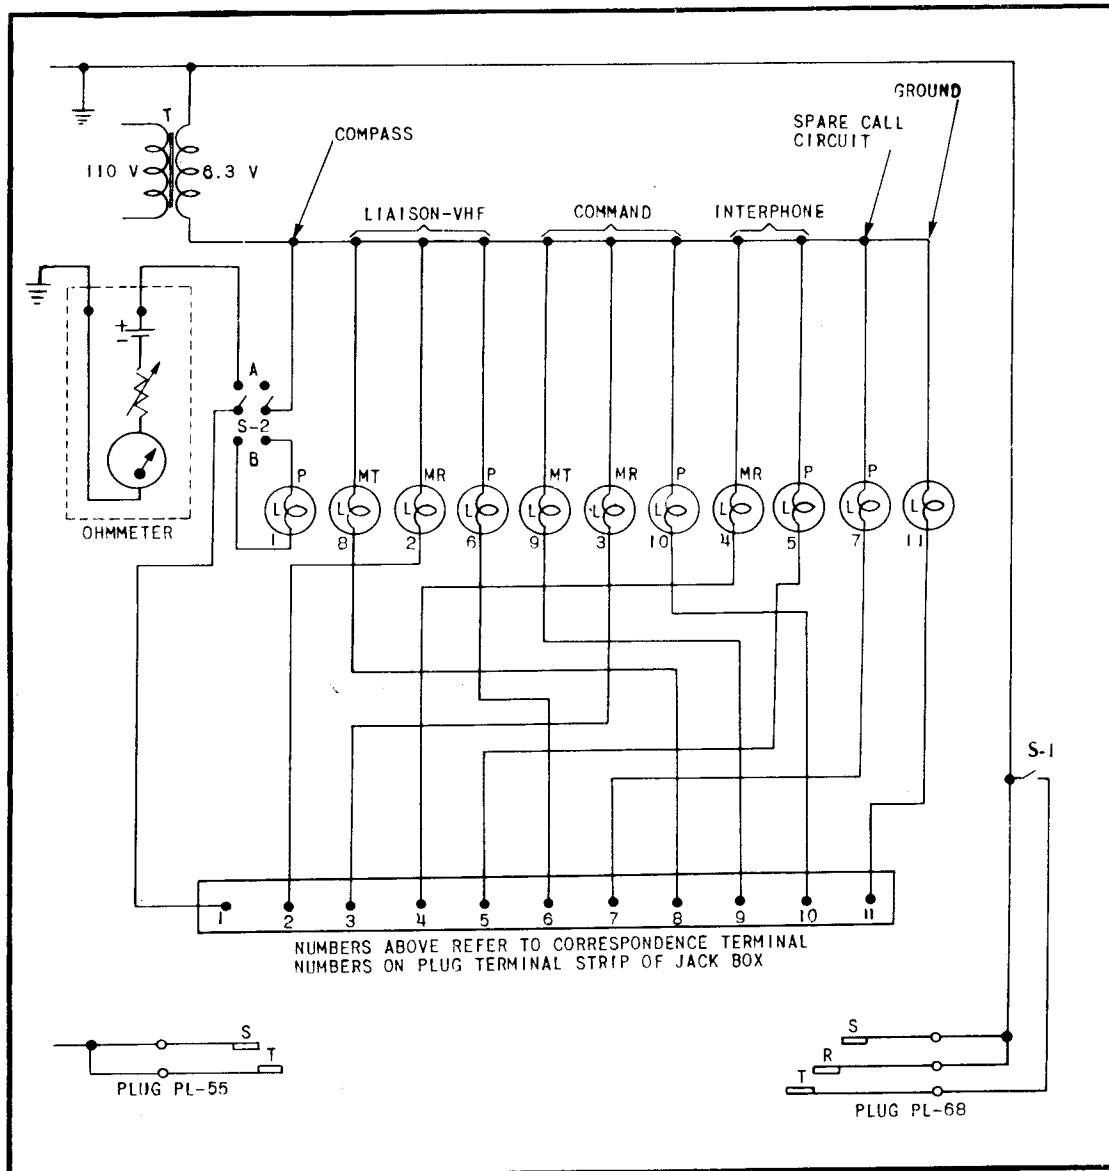 GROUND
SPARE CALL
CIRCUIT
COMPASS
T
110 V
6.3 V
LIAISON-VHF
COMMAND
INTERPHONE
+
-
A
S-2
B
P
MT
MR
P
MT
MR
P
MR
P
P
L
L
L
L
L
L
L
L
L
L
L
OHMMETER
1
8
2
6
9
3
10
4
5
7
11
S-1
1
2
3
4
5
6
7
8
9
10
11
NUMBERS ABOVE REFER TO CORRESPONDENCE TERMINAL
NUMBERS ON PLUG TERMINAL STRIP OF JACK BOX
S
T
PLUG PL-55
S
R
T
PLUG PL-68